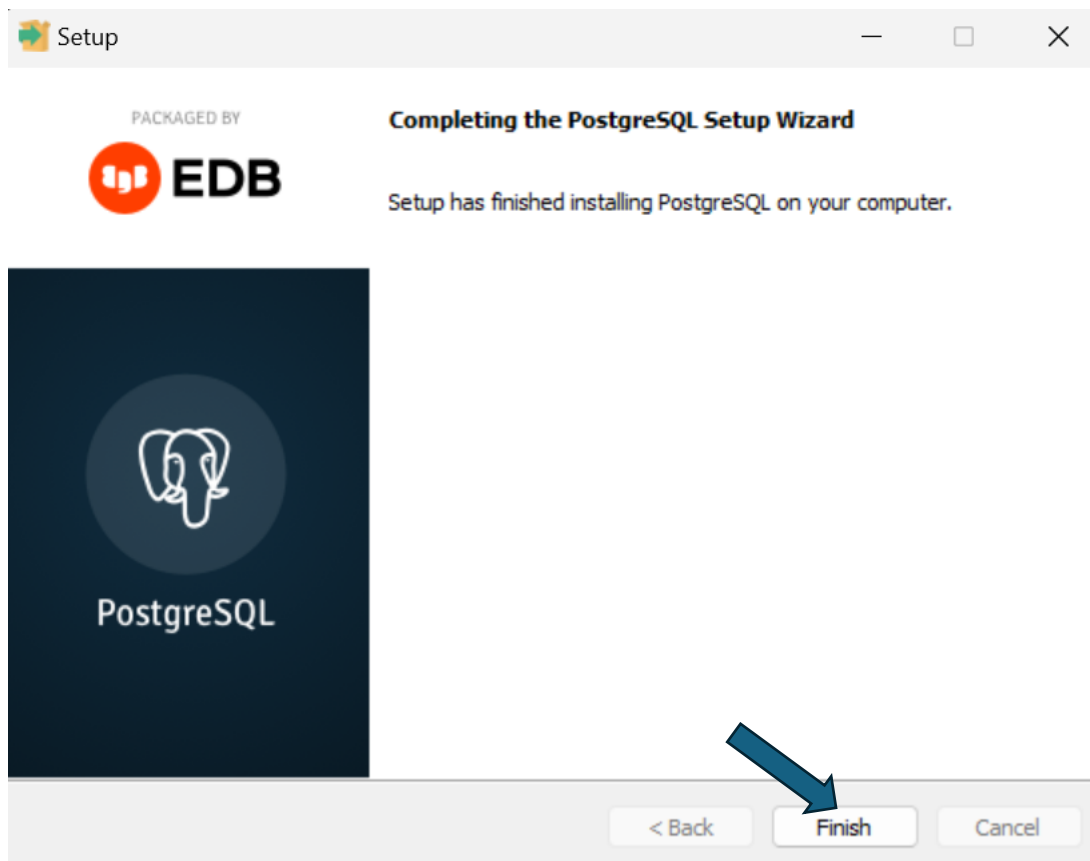 Setup
PACKAGED BY
EDB
Completing the PostgreSQL Setup Wizard
Setup has finished installing PostgreSQL on your computer.
PostgreSQL
< Back
Finish
Cancel